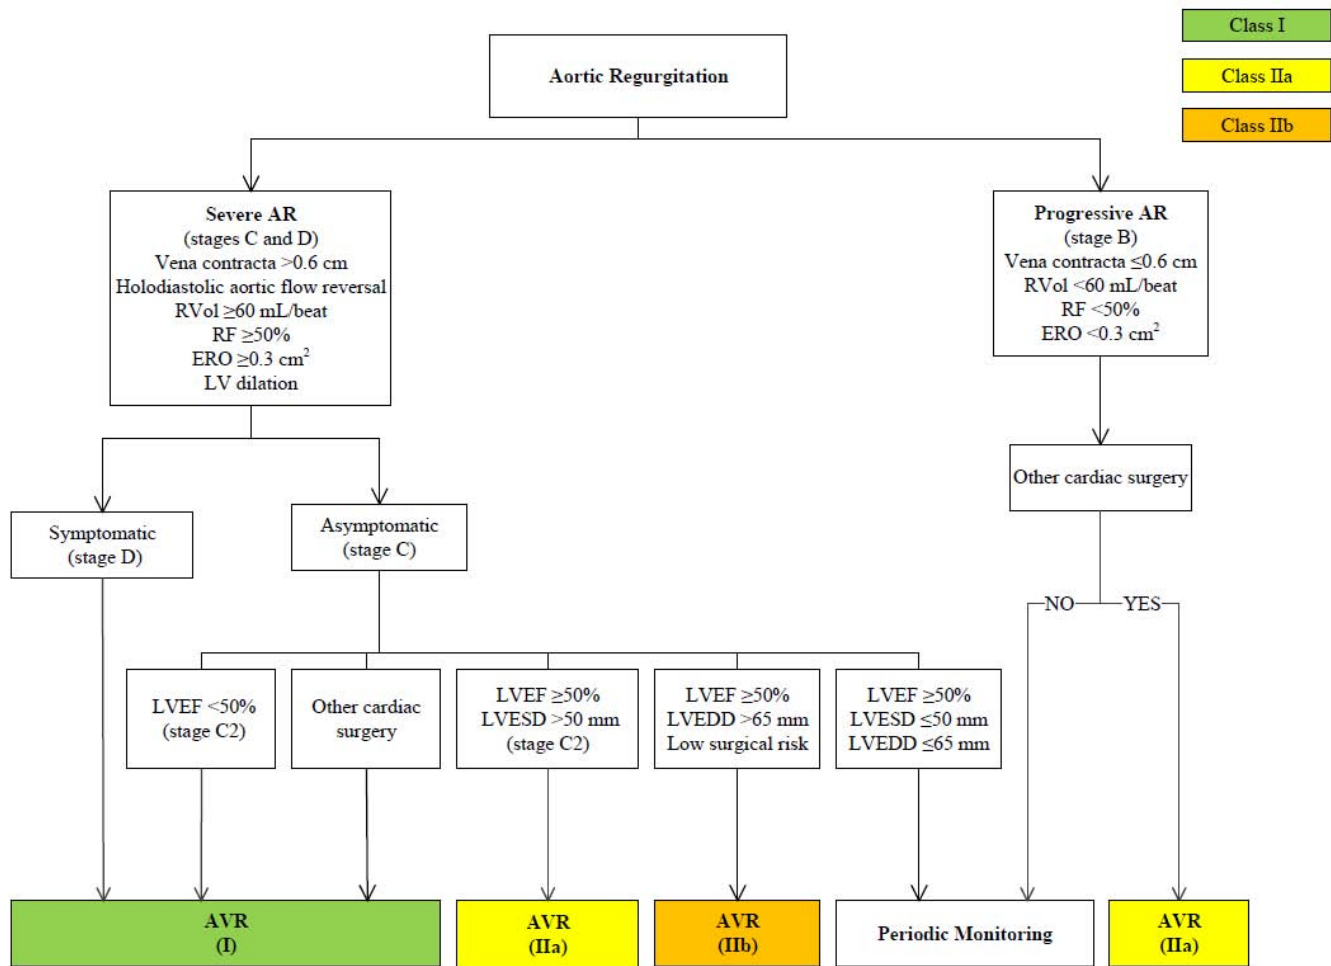 Class I
Class IIa
Class IIb
Aortic Regurgitation
Severe AR
(stages C and D)
Vena contracta >0.6 cm
Holodiastolic aortic flow reversal
RVol ≥60 mL/beat
RF ≥50%
ERO ≥0.3 cm²
LV dilation
Progressive AR
(stage B)
Vena contracta ≤0.6 cm
RVol <60 mL/beat
RF <50%
ERO <0.3 cm²
Symptomatic
(stage D)
Asymptomatic
(stage C)
Other cardiac surgery
NO
YES
LVEF <50%
(stage C2)
Other cardiac
surgery
LVEF ≥50%
LVESD >50 mm
(stage C2)
LVEF ≥50%
LVEDD >65 mm
Low surgical risk
LVEF ≥50%
LVESD ≤50 mm
LVEDD ≤65 mm
AVR
(I)
AVR
(IIa)
AVR
(IIb)
Periodic Monitoring
AVR
(IIa)